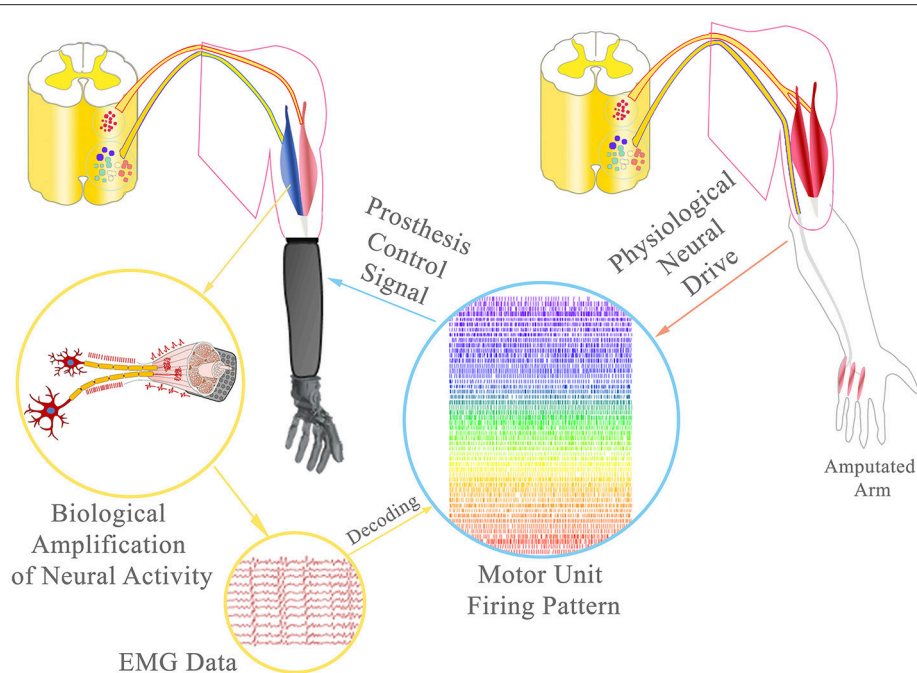 Prosthesis
Control
Signal
Physiological
Neural
Drive
Biological
Amplification
of Neural Activity
Decoding
EMG Data
Motor Unit
Firing Pattern
Amputated
Arm